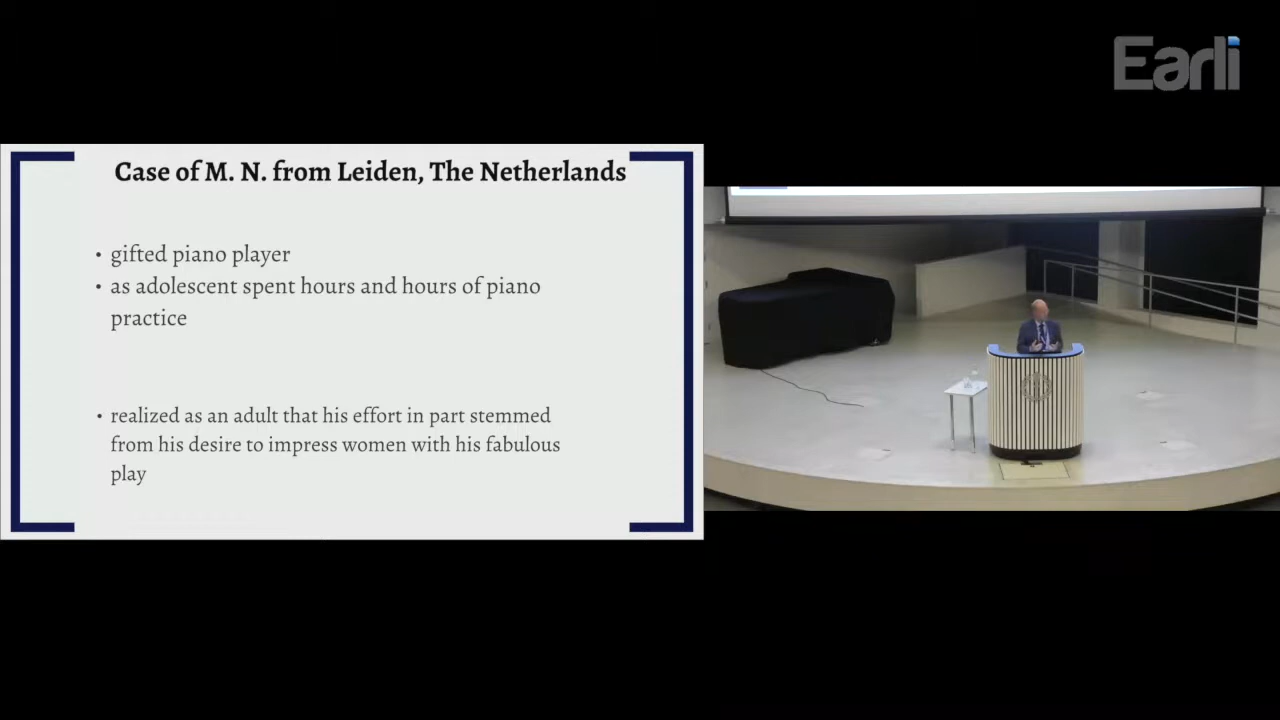 Earli
Case of M. N. from Leiden, The Netherlands
• gifted piano player
• as adolescent spent hours and hours of piano
practice
• realized as an adult that his effort in part stemmed
from his desire to impress women with his fabulous
play